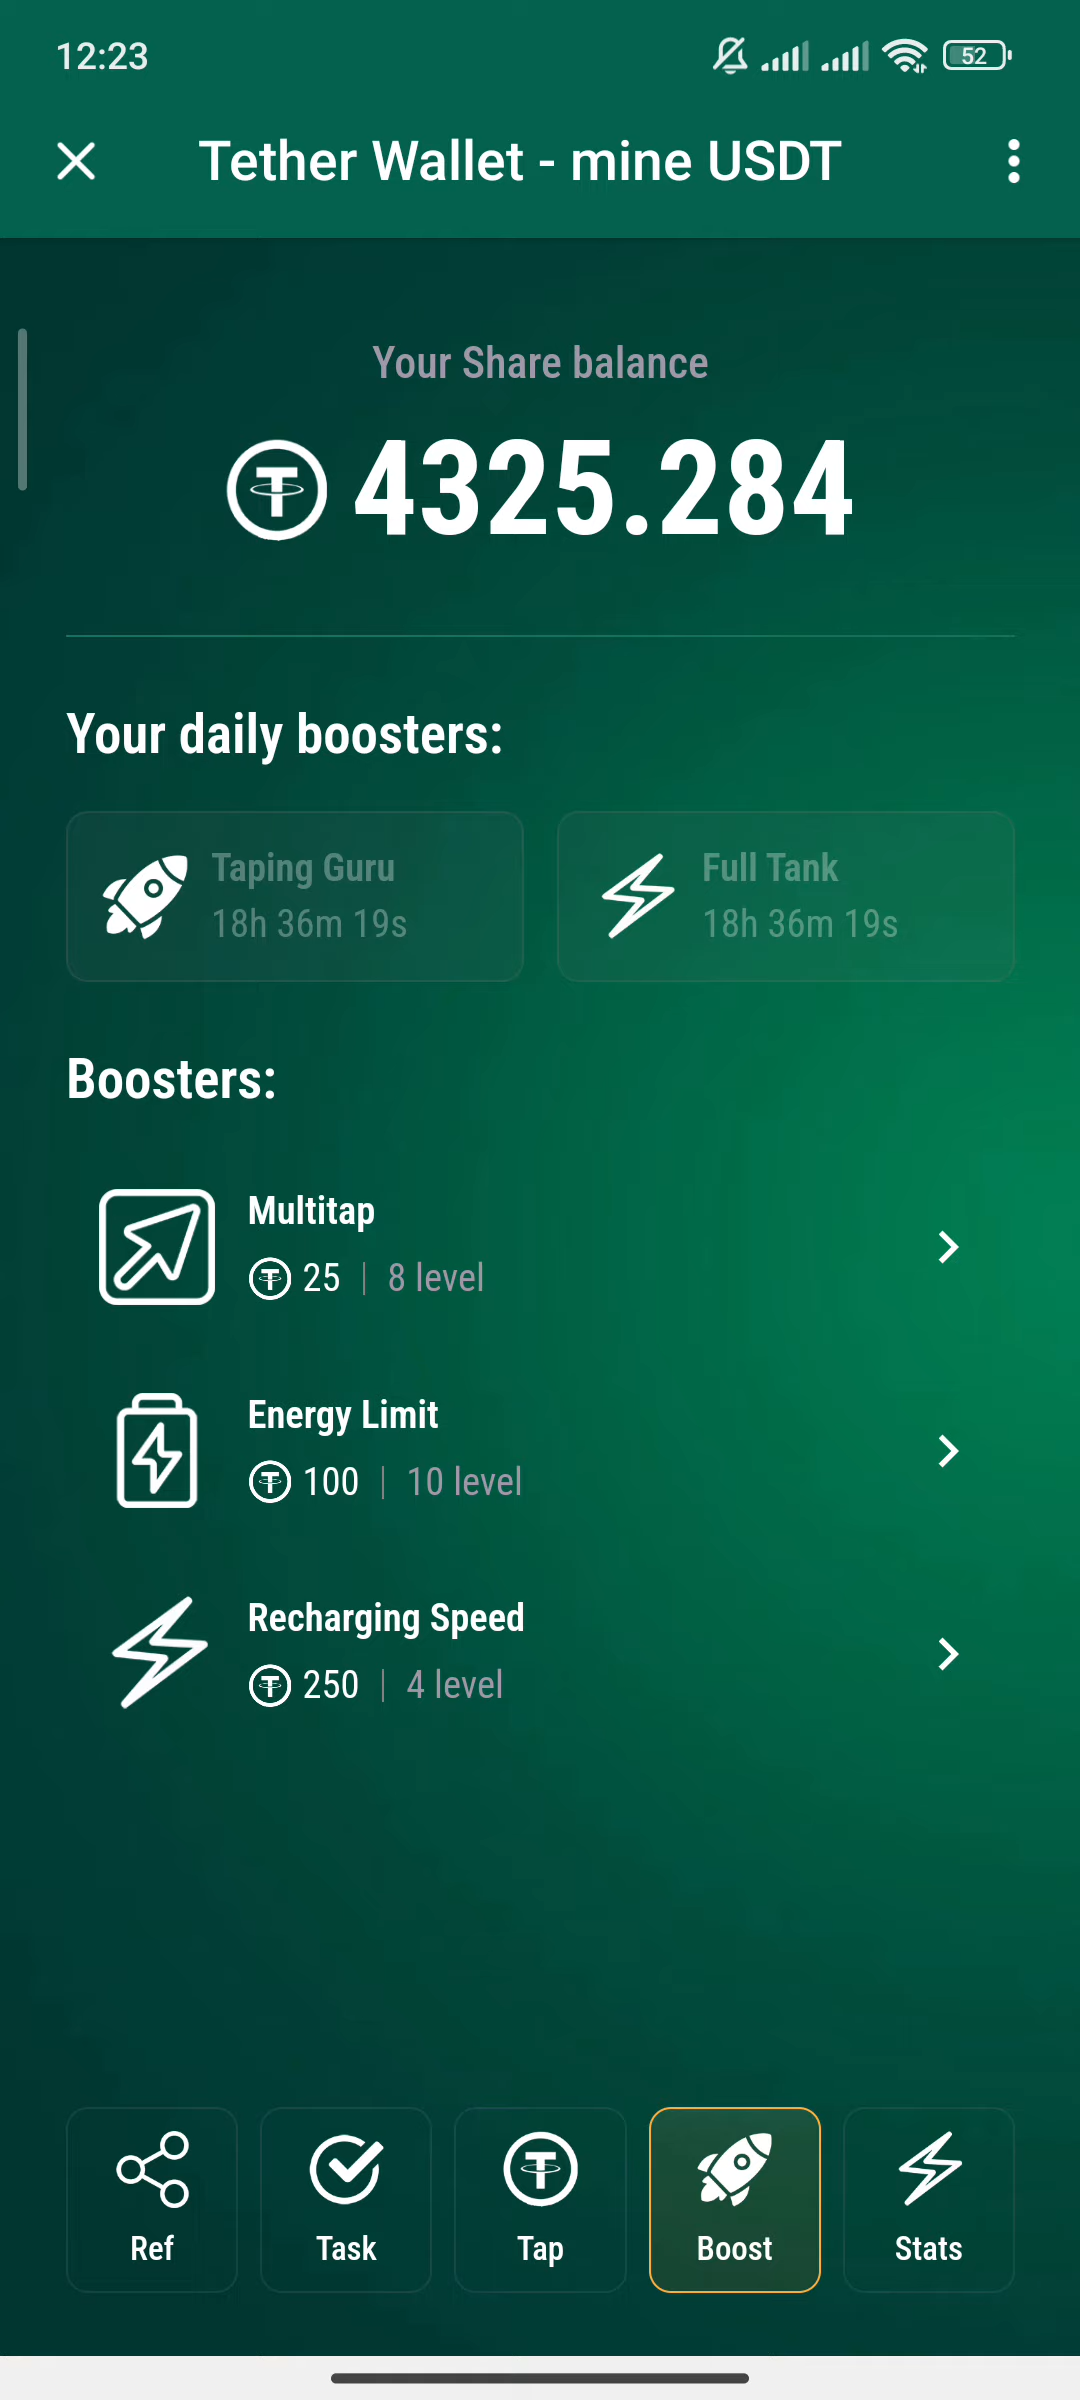 12:23
52
Tether Wallet - mine USDT
Your Share balance
4325.284
Your daily boosters:
Taping Guru
18h 36m 19s
Full Tank
18h 36m 19s
Boosters:
Multitap
25 | 8 level
Energy Limit
100 | 10 level
Recharging Speed
250 | 4 level
Ref
Task
Tap
Boost
Stats